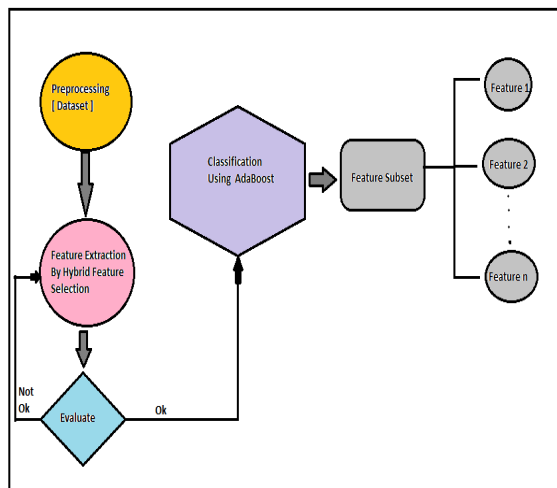 Preprocessing
[ Dataset ]
Feature Extraction
By Hybrid Feature
Selection
Not
Ok
Evaluate
Ok
Classification
Using AdaBoost
Feature Subset
Feature 1
Feature 2
Feature n